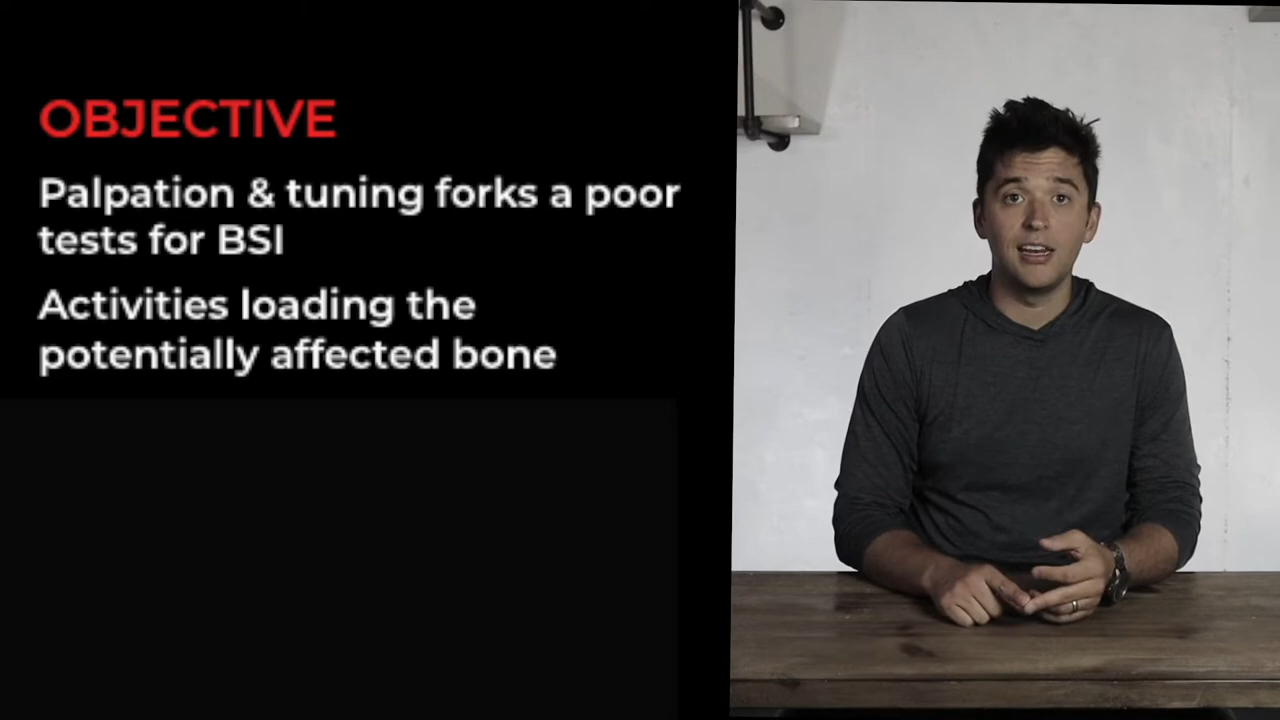 OBJECTIVE
Palpation & tuning forks a poor
tests for BSI
Activities loading the
potentially affected bone